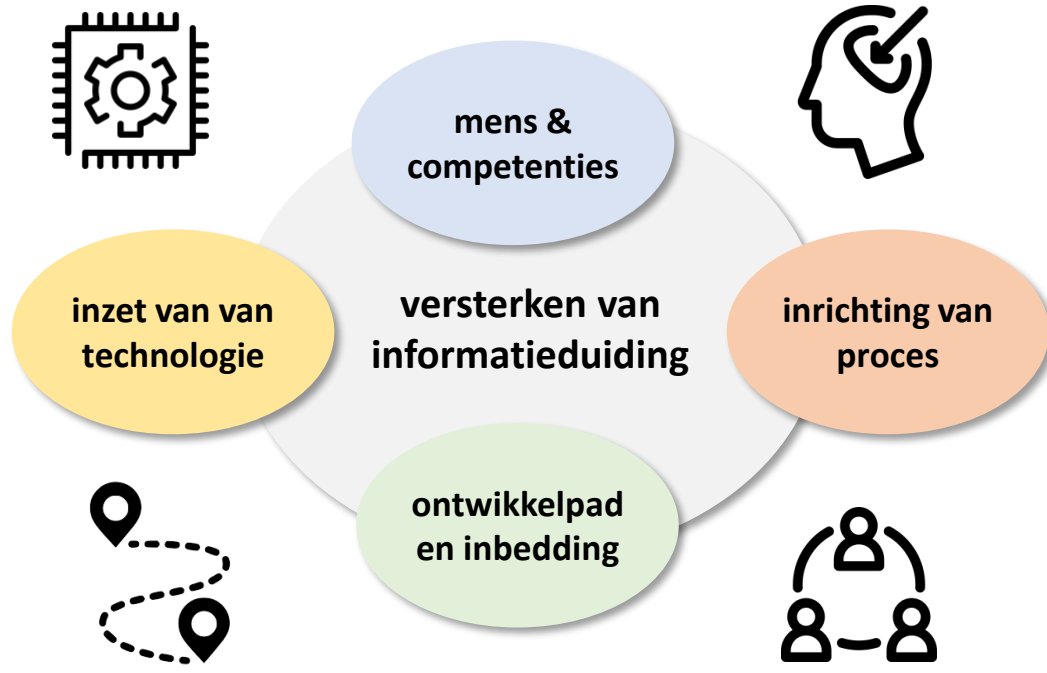 mens &
competenties
inzet van van
technologie
versterken van
informatieduiding
inrichting van
proces
ontwikkelpad
en inbedding